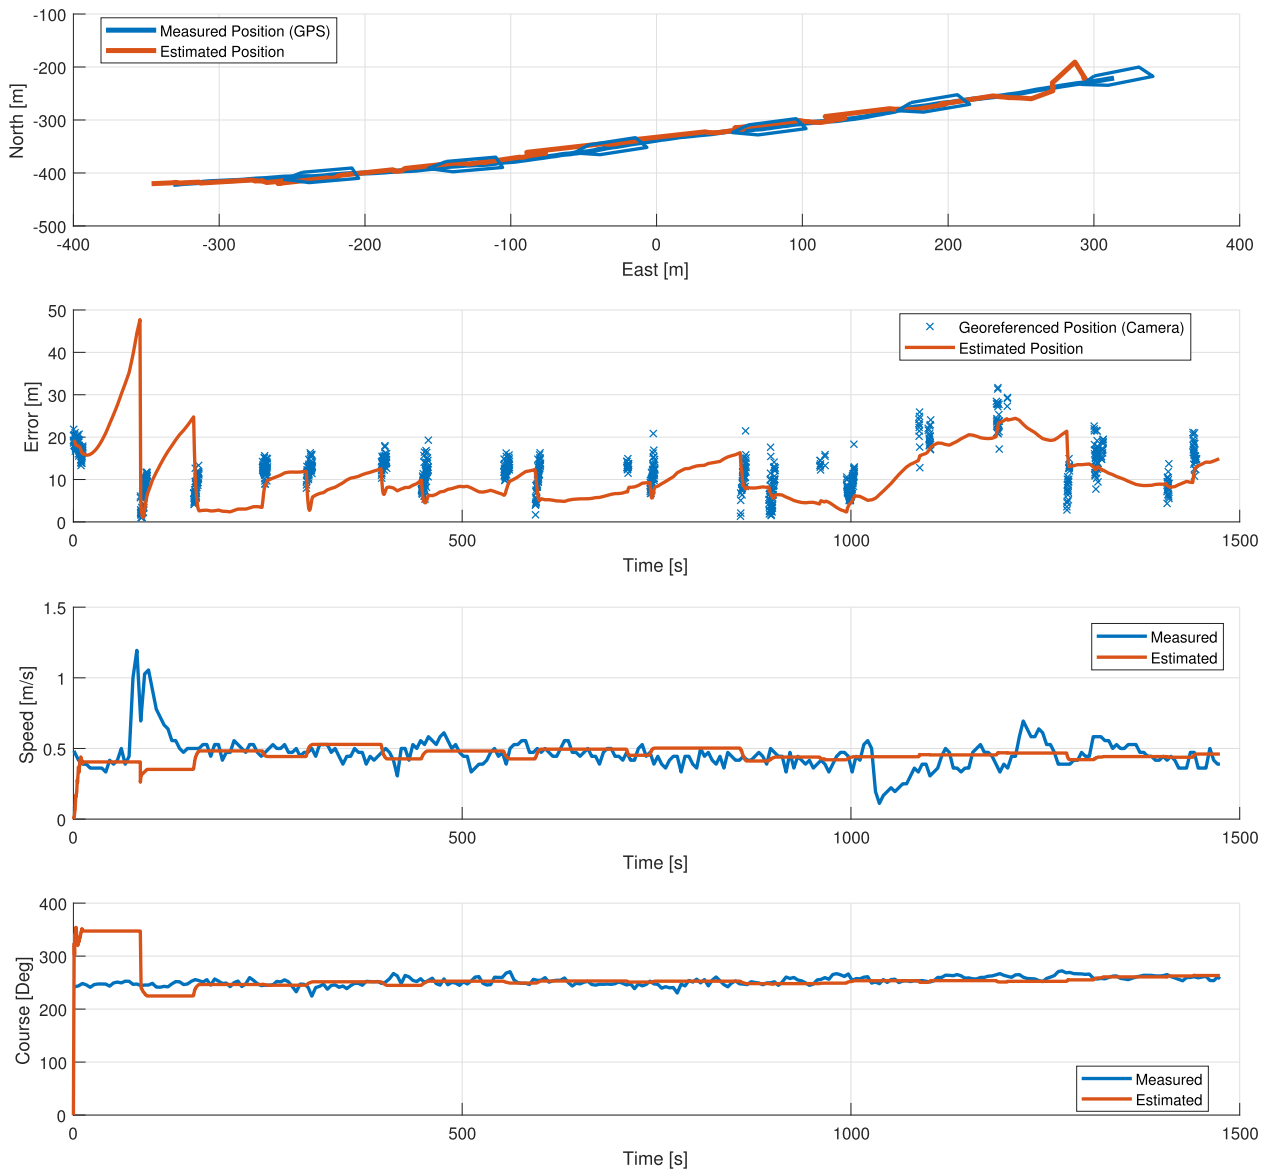 -100
-200
-300
-400
-500
North [m]
Measured Position (GPS)
Estimated Position
-400 -300 -200 -100 0 100 200 300 400
East [m]
50
40
30
20
10
0
Error [m]
Georeferenced Position (Camera)
Estimated Position
0 500 1000 1500
Time [s]
1.5
1
0.5
0
Speed [m/s]
Measured
Estimated
0 500 1000 1500
Time [s]
400
300
200
100
0
Course [Deg]
Measured
Estimated
0 500 1000 1500
Time [s]